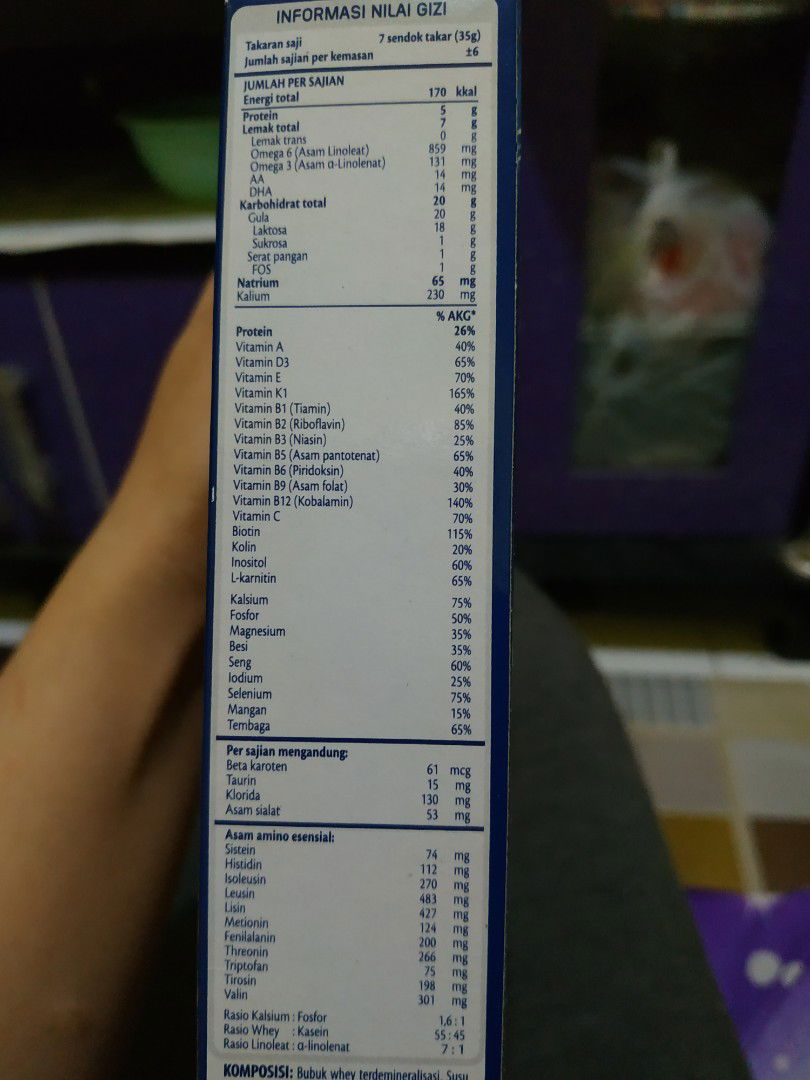 INFORMASI NILAI GIZI
Takaran saji 7 sendok takar (35g)
Jumlah sajian per kemasan ±6
JUMLAH PER SAJIAN
Energi total 170 kkal
Protein 5 g
Lemak total 7 g
Lemak trans 0 g
Omega 6 (Asam Linoleat) 859 mg
Omega 3 (Asam α-Linolenat) 131 mg
AA 14 mg
DHA 14 mg
Karbohidrat total 20 g
Gula 20 g
Laktosa 18 g
Sukrosa 1 g
Serat pangan 1 g
FOS 1 g
Natrium 65 mg
Kalium 230 mg
% AKG*
Protein 26%
Vitamin A 40%
Vitamin D3 65%
Vitamin E 70%
Vitamin K1 165%
Vitamin B1 (Tiamin) 40%
Vitamin B2 (Riboflavin) 85%
Vitamin B3 (Niasin) 25%
Vitamin B5 (Asam pantotenat) 65%
Vitamin B6 (Piridoksin) 40%
Vitamin B9 (Asam folat) 30%
Vitamin B12 (Kobalamin) 140%
Vitamin C 70%
Biotin 115%
Kolin 20%
Inositol 60%
L-karnitin 65%
Kalsium 75%
Fosfor 50%
Magnesium 35%
Besi 35%
Seng 60%
Iodium 25%
Selenium 75%
Mangan 15%
Tembaga 65%
Per sajian mengandung:
Beta karoten 61 mcg
Taurin 15 mg
Klorida 130 mg
Asam sialat 53 mg
Asam amino esensial:
Sistein 74 mg
Histidin 112 mg
Isoleusin 270 mg
Leusin 483 mg
Lisin 427 mg
Metionin 124 mg
Fenilalanin 200 mg
Threonin 266 mg
Triptofan 75 mg
Tirosin 198 mg
Valin 301 mg
Rasio Kalsium : Fosfor 1,6 : 1
Rasio Whey : Kasein 55 : 45
Rasio Linoleat : α-linolenat 7 : 1
KOMPOSISI: Bubuk whey terdemineralisasi, Susu